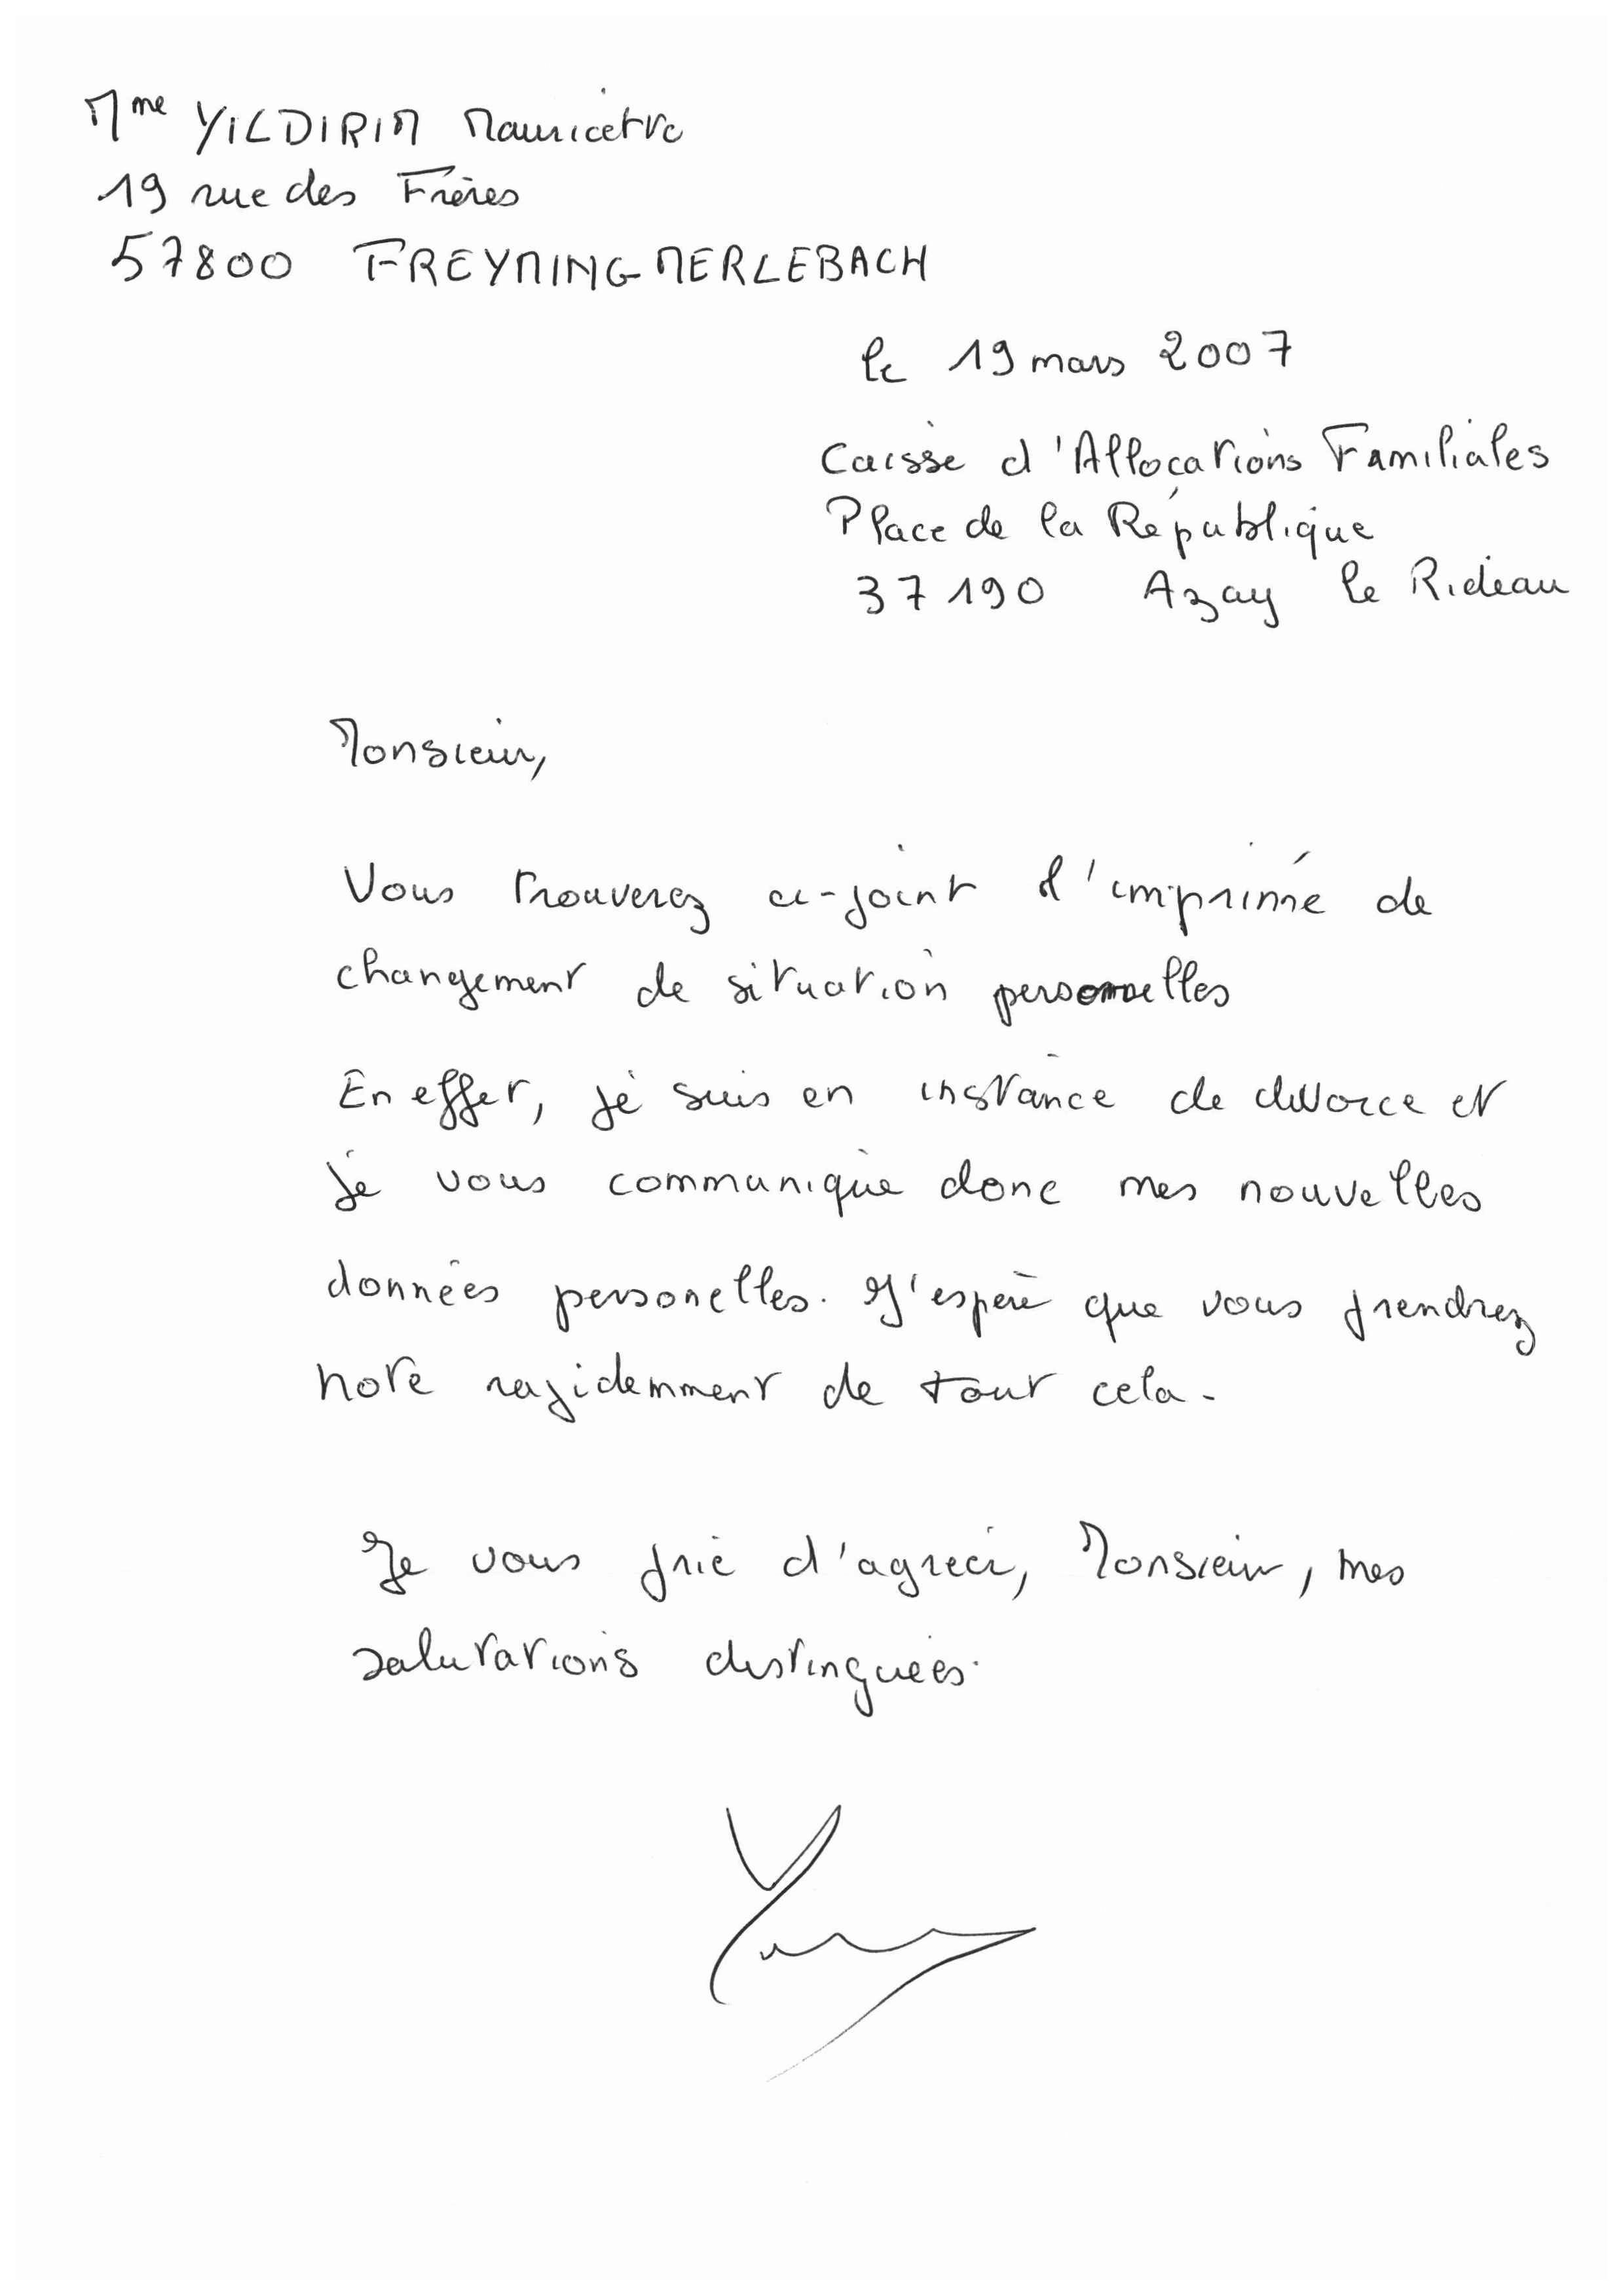 Mme YILDIRIM Mauricette
19 rue des Frères
57800 FREYMING-MERLEBACH
le 19 mars 2007
Caisse d'Allocations Familiales
Place de la République
37190 Azay le Rideau
Monsieur,
Vous trouverez ci-joint l'imprimé de
changement de situation personnelles
En effet, je suis en instance de divorce et
je vous communique donc mes nouvelles
données personelles. J'espère que vous prendrez
note rapidemment de tout cela.
Je vous prie d'agréer, Monsieur, mes
salutations distinguées.